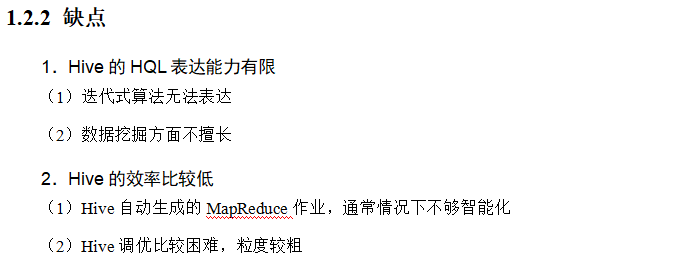 1.2.2 缺点
1．Hive 的 HQL 表达能力有限
（1）迭代式算法无法表达
（2）数据挖掘方面不擅长
2．Hive 的效率比较低
（1）Hive 自动生成的 MapReduce 作业，通常情况下不够智能化
（2）Hive 调优比较困难，粒度较粗